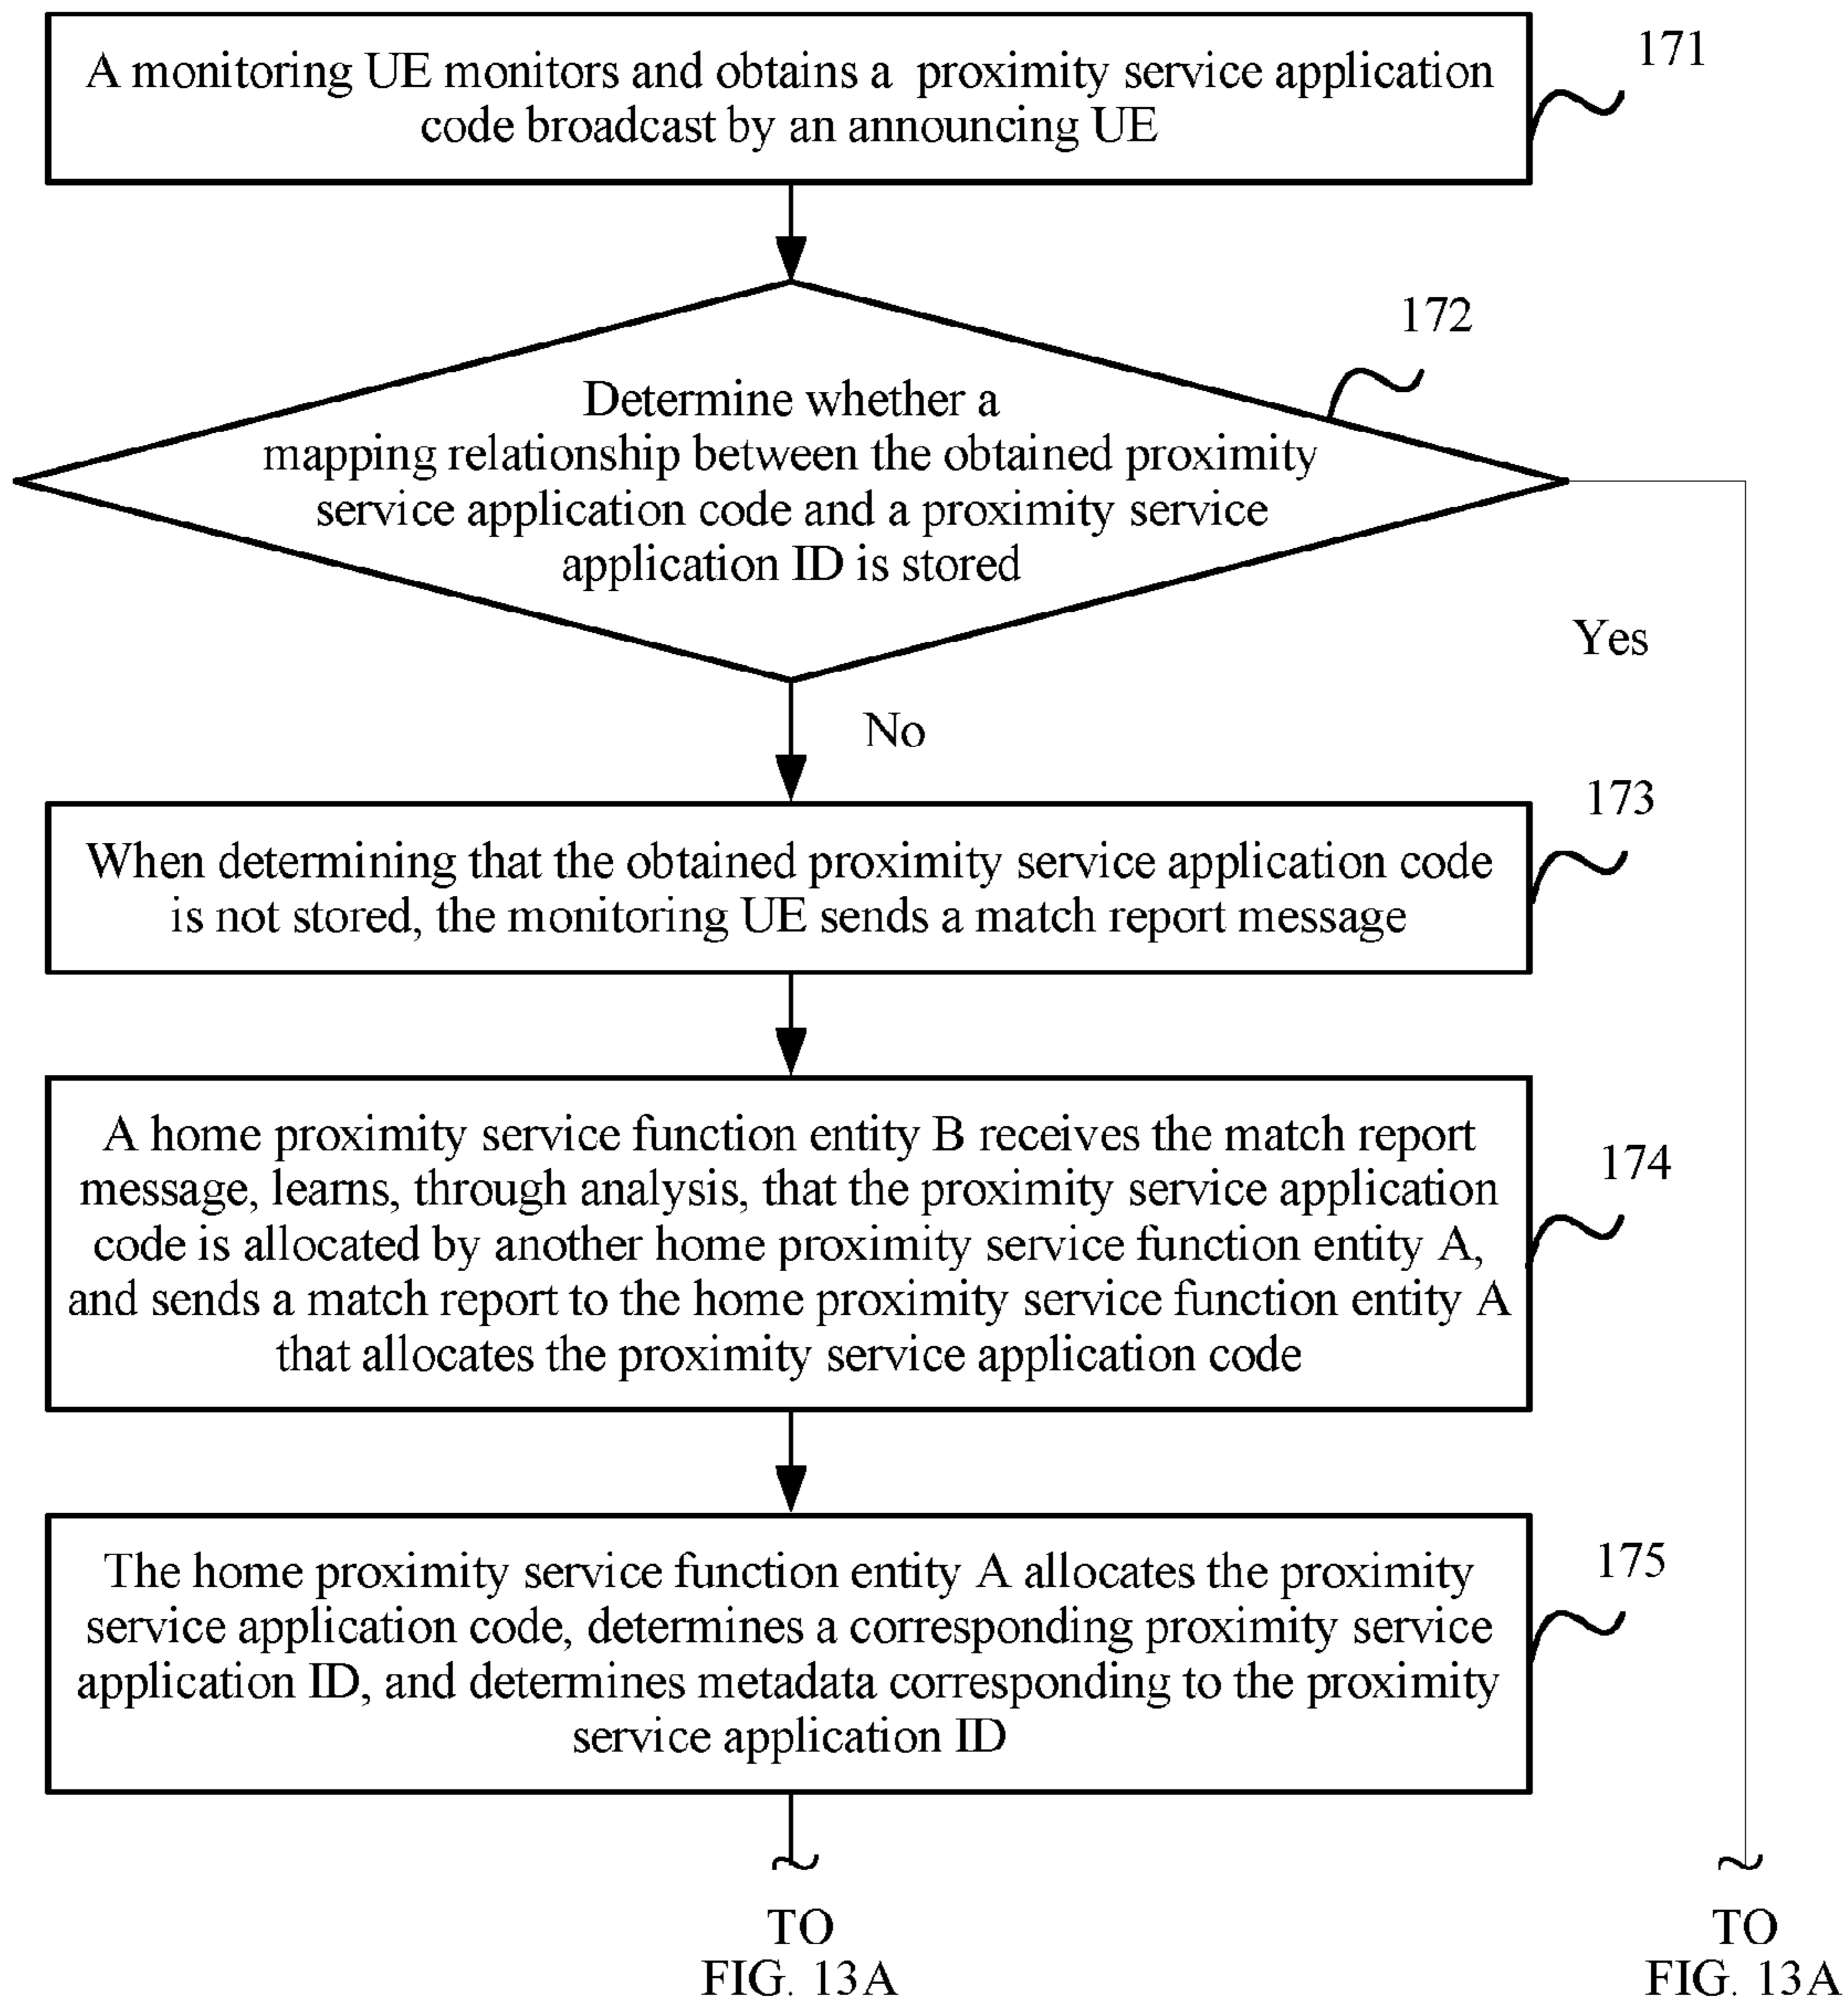 A monitoring UE monitors and obtains a proximity service application
code broadcast by an announcing UE
171
172
Determine whether a
mapping relationship between the obtained proximity
service application code and a proximity service
application ID is stored
Yes
No
173
When determining that the obtained proximity service application code
is not stored, the monitoring UE sends a match report message
A home proximity service function entity B receives the match report
message, learns, through analysis, that the proximity service application
code is allocated by another home proximity service function entity A,
and sends a match report to the home proximity service function entity A
that allocates the proximity service application code
174
The home proximity service function entity A allocates the proximity
service application code, determines a corresponding proximity service
application ID, and determines metadata corresponding to the proximity
service application ID
175
TO
FIG. 13A
TO
FIG. 13A